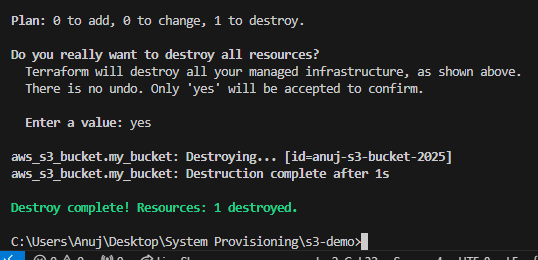 Plan: 0 to add, 0 to change, 1 to destroy.
Do you really want to destroy all resources?
Terraform will destroy all your managed infrastructure, as shown above.
There is no undo. Only 'yes' will be accepted to confirm.
Enter a value: yes
aws_s3_bucket.my_bucket: Destroying... [id=anuj-s3-bucket-2025]
aws_s3_bucket.my_bucket: Destruction complete after 1s
Destroy complete! Resources: 1 destroyed.
C:\Users\Anuj\Desktop\System Provisioning\s3-demo>